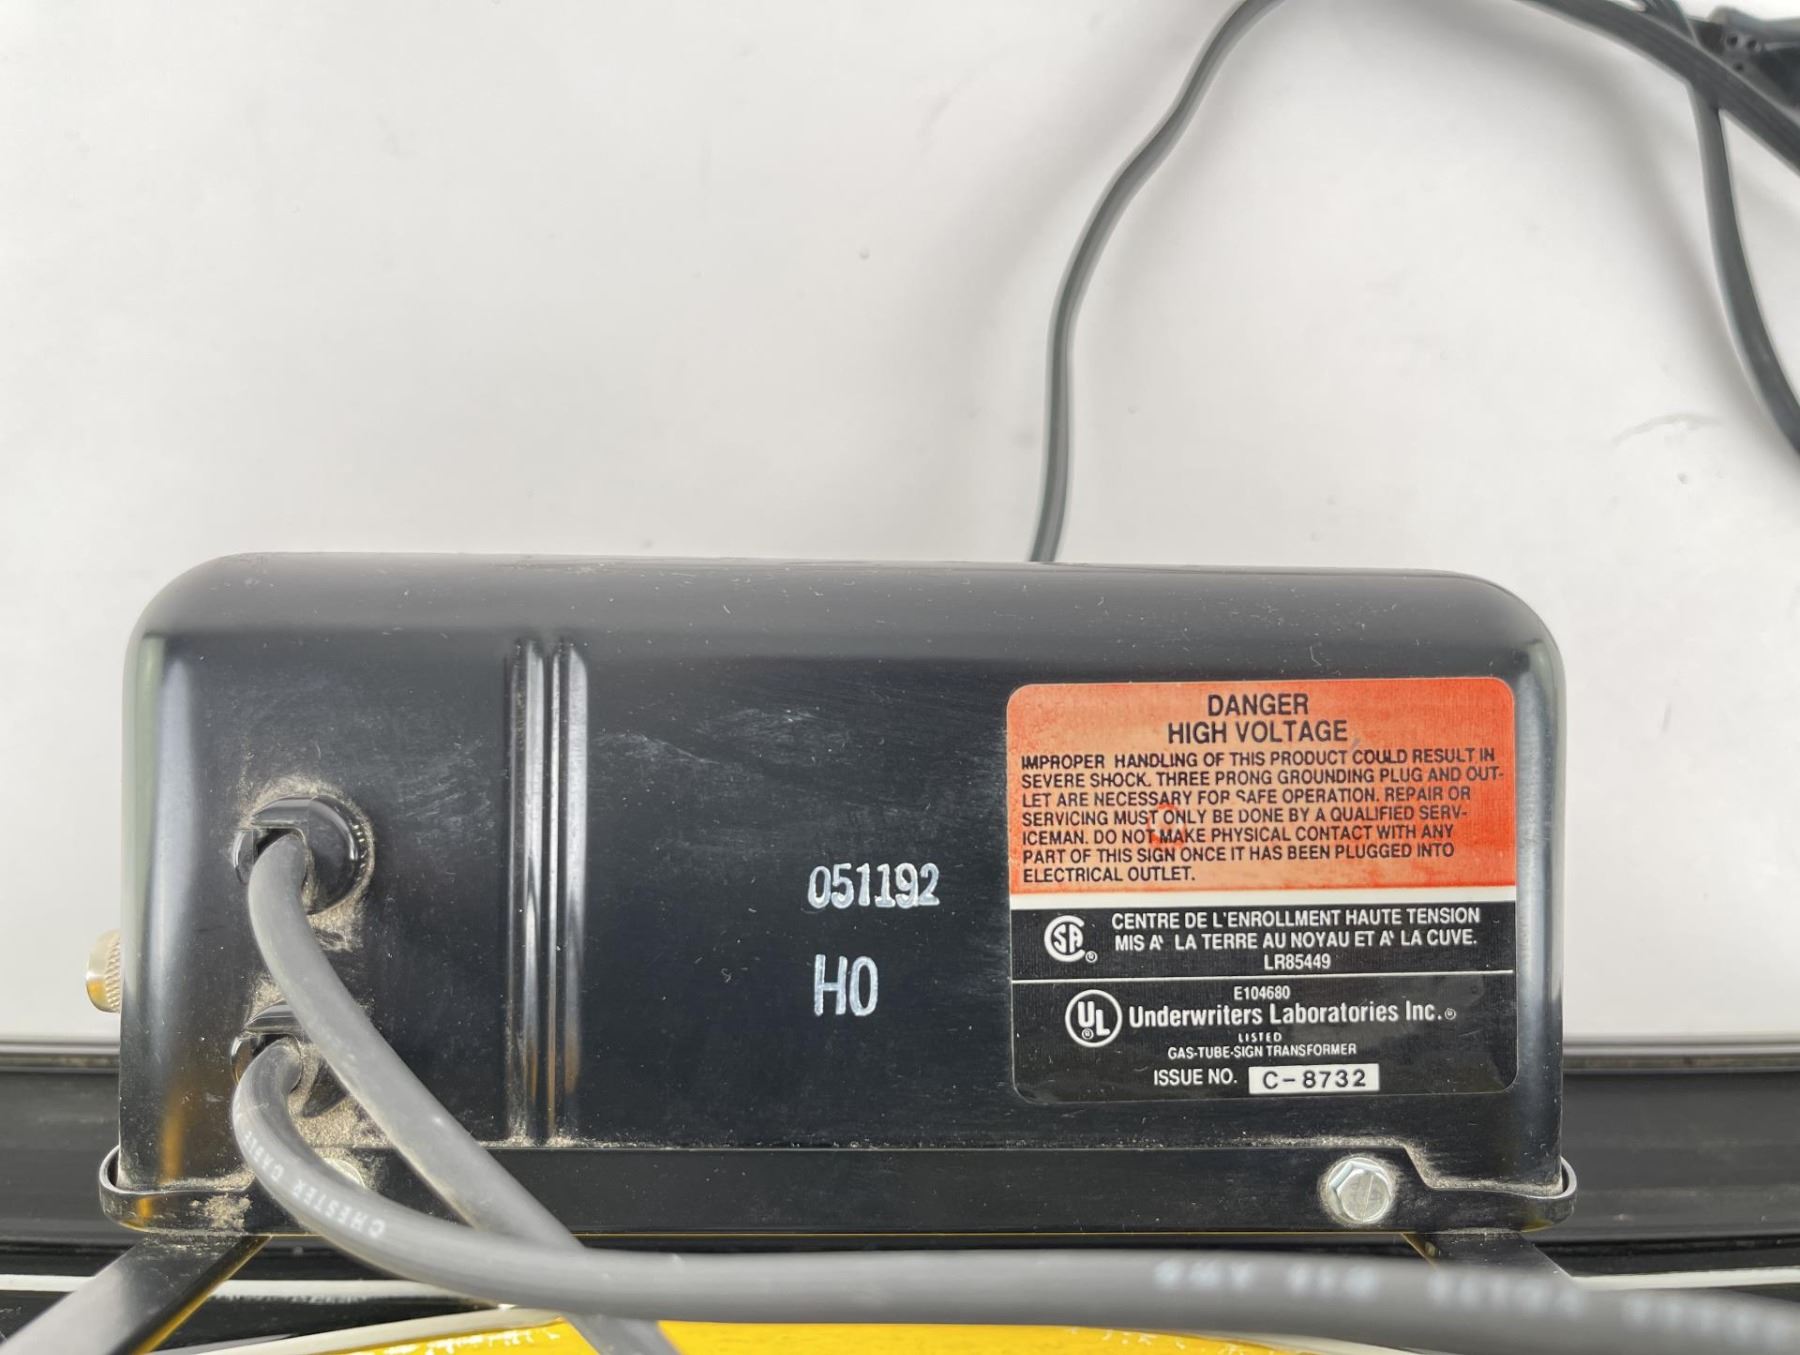 DANGER
HIGH VOLTAGE
IMPROPER HANDLING OF THIS PRODUCT COULD RESULT IN
SEVERE SHOCK. THREE PRONG GROUNDING PLUG AND OUT-
LET ARE NECESSARY FOR SAFE OPERATION. REPAIR OR
SERVICING MUST ONLY BE DONE BY A QUALIFIED SERV-
ICEMAN. DO NOT MAKE PHYSICAL CONTACT WITH ANY
PART OF THIS SIGN ONCE IT HAS BEEN PLUGGED INTO
ELECTRICAL OUTLET.
051192
HO
SA ®
CENTRE DE L'ENROLLMENT HAUTE TENSION
MIS A' LA TERRE AU NOYAU ET A' LA CUVE.
LR85449
E104680
UL ® Underwriters Laboratories Inc.®
LISTED
GAS-TUBE-SIGN TRANSFORMER
ISSUE NO. C-8732
CHESTER CABLE